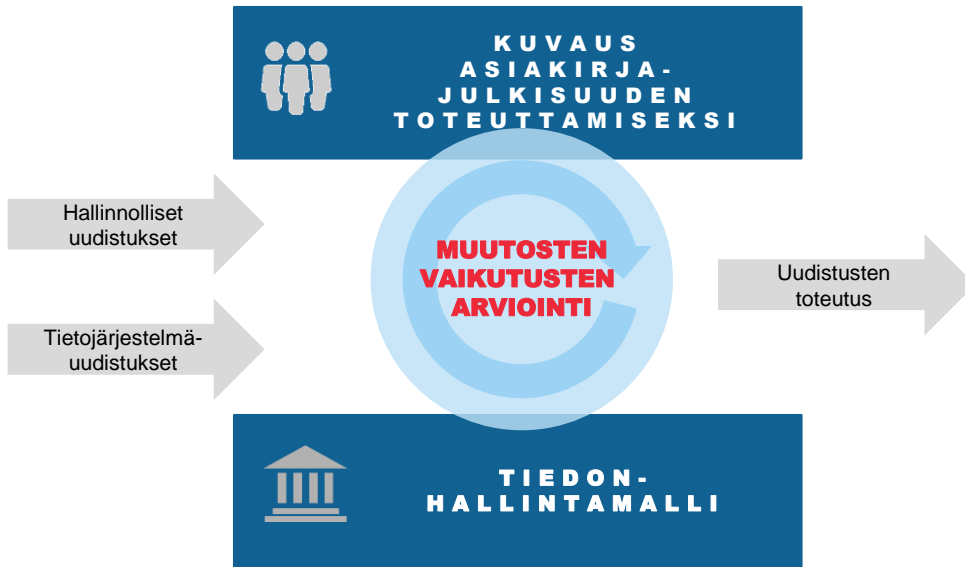 KUVAUS
ASIAKIRJA-
JULKISUUDEN
TOTEUTTAMISEKSI
Hallinnolliset
uudistukset
MUUTOSTEN
VAIKUTUSTEN
ARVIOINTI
Uudistusten
toteutus
Tietojärjestelmä-
uudistukset
TIEDON-
HALLINTAMALLI